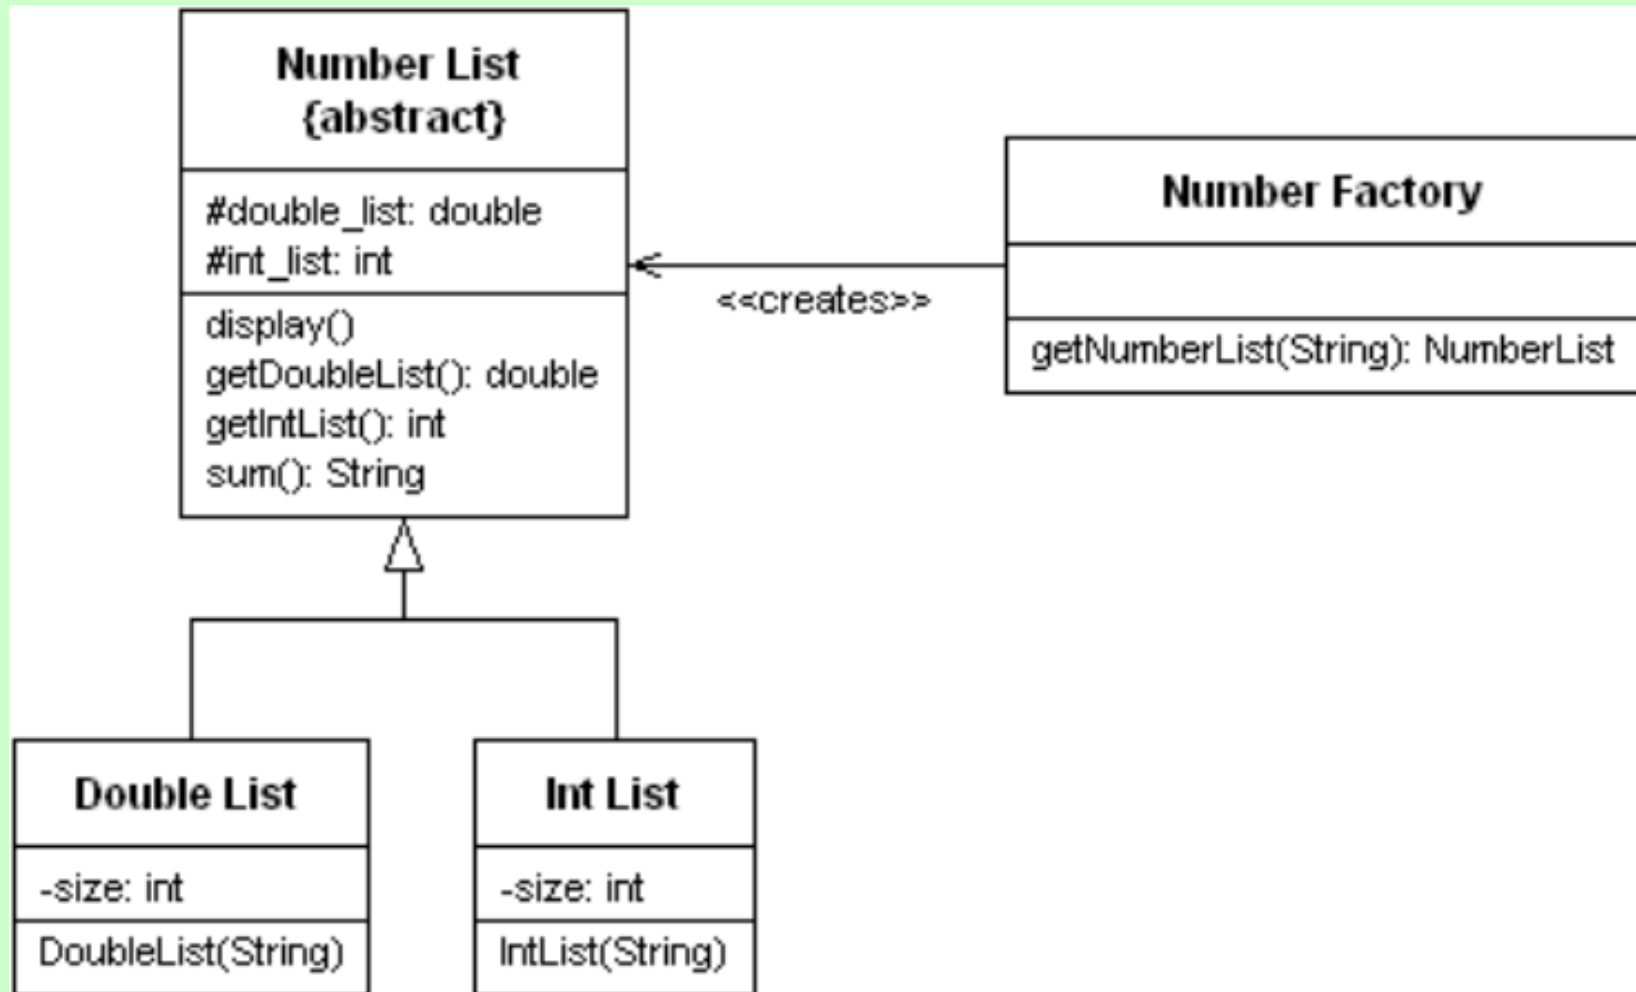 Number List
{abstract}
#double_list: double
#int_list: int
display()
getDoubleList(): double
getIntList(): int
sum(): String
<<creates>>
Number Factory
getNumberList(String): NumberList
Double List
-size: int
DoubleList(String)
Int List
-size: int
IntList(String)